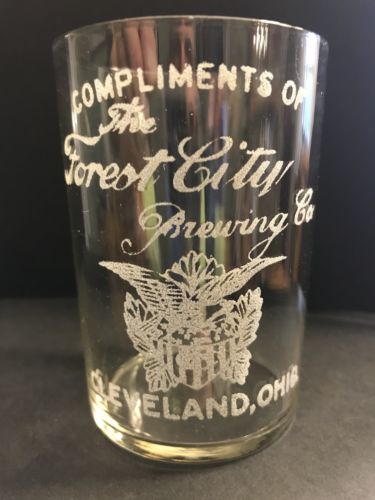 COMPLIMENTS OF
The
Forest City
Brewing Co
CLEVELAND, OHIO.